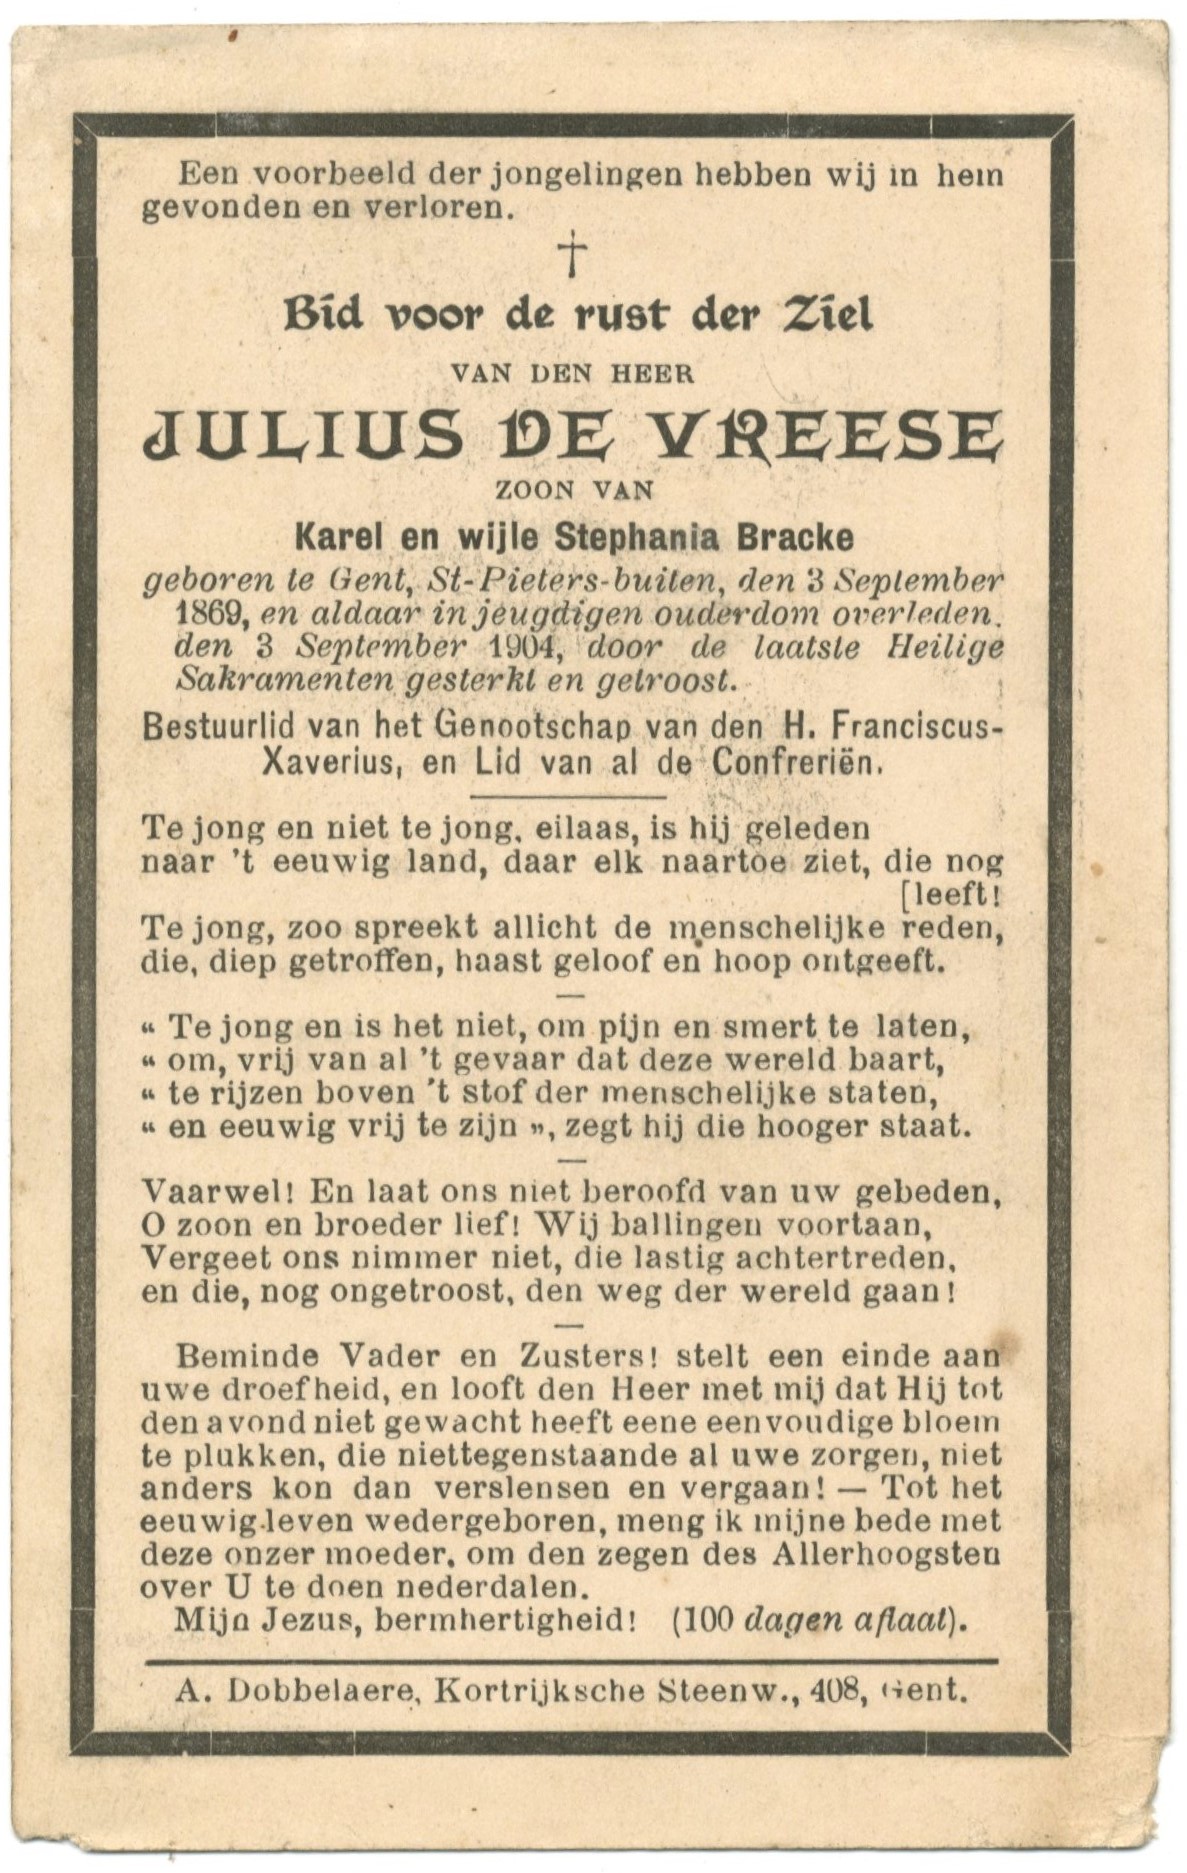 Een voorbeeld der jongelingen hebben wij in hem
gevonden en verloren.
†
Bid voor de rust der Ziel
VAN DEN HEER
JULIUS DE VREESE
ZOON VAN
Karel en wijle Stephania Bracke
geboren te Gent, St-Pieters-buiten, den 3 September
1869, en aldaar in jeugdigen ouderdom overleden.
den 3 September 1904, door de laatste Heilige
Sakramenten gesterkt en getroost.
Bestuurlid van het Genootschap van den H. Franciscus-
Xaverius, en Lid van al de Confreriën.
Te jong en niet te jong, eilaas, is hij geleden
naar 't eeuwig land, daar elk naartoe ziet, die nog
[leeft!
Te jong, zoo spreekt allicht de menschelijke reden,
die, diep getroffen, haast geloof en hoop ontgeeft.
—
“ Te jong en is het niet, om pijn en smert te laten,
“ om, vrij van al 't gevaar dat deze wereld baart,
“ te rijzen boven 't stof der menschelijke staten,
“ en eeuwig vrij te zijn „, zegt hij die hooger staat.
—
Vaarwel! En laat ons niet beroofd van uw gebeden,
O zoon en broeder lief! Wij ballingen voortaan,
Vergeet ons nimmer niet, die lastig achtertreden,
en die, nog ongetroost, den weg der wereld gaan!
—
Beminde Vader en Zusters! stelt een einde aan
uwe droefheid, en looft den Heer met mij dat Hij tot
den avond niet gewacht heeft eene eenvoudige bloem
te plukken, die niettegenstaande al uwe zorgen, niet
anders kon dan verslensen en vergaan! — Tot het
eeuwig leven wedergeboren, meng ik mijne bede met
deze onzer moeder, om den zegen des Allerhoogsten
over U te doen nederdalen.
Mijn Jezus, bermhertigheid! (100 dagen aflaat).
A. Dobbelaere, Kortrijksche Steenw., 408, Gent.